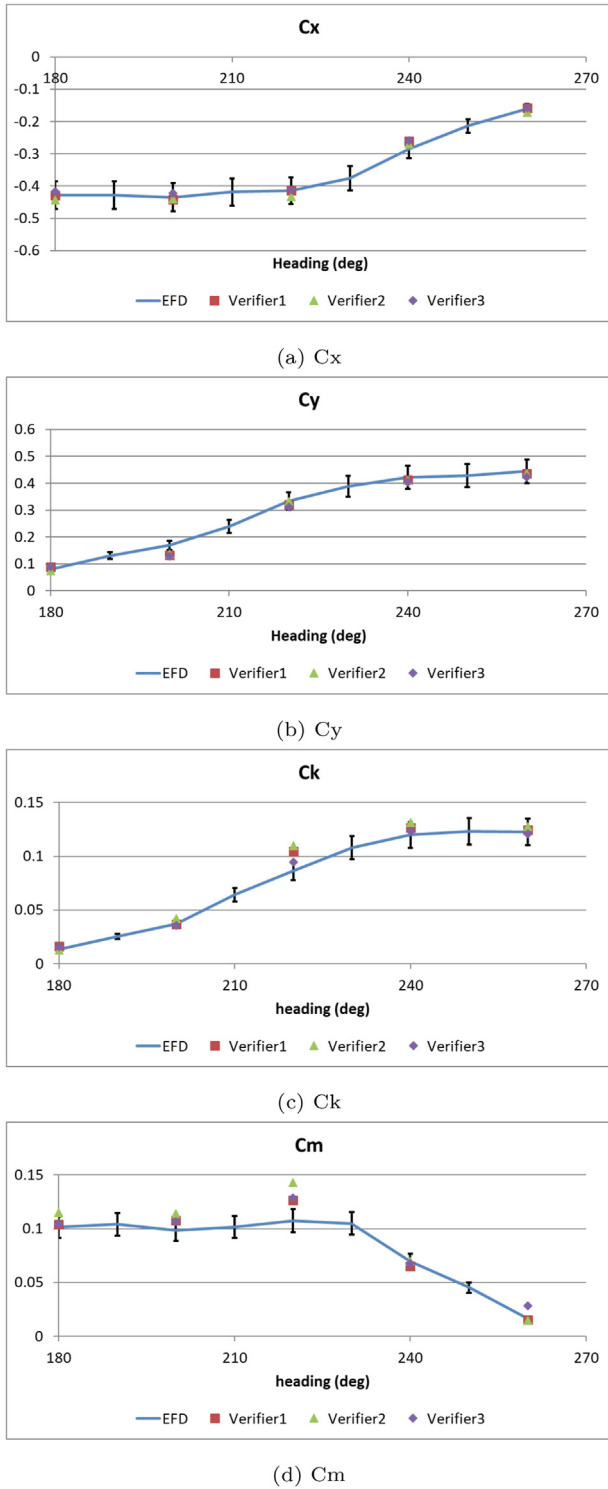 Cx
0
180 210 240 270
-0.1
-0.2
-0.3
-0.4
-0.5
-0.6
Heading (deg)
EFD Verifier1 Verifier2 Verifier3
(a) Cx
Cy
0.6
0.5
0.4
0.3
0.2
0.1
0
180 210 240 270
Heading (deg)
EFD Verifier1 Verifier2 Verifier3
(b) Cy
Ck
0.15
0.1
0.05
0
180 210 240 270
heading (deg)
EFD Verifier1 Verifier2 Verifier3
(c) Ck
Cm
0.15
0.1
0.05
0
180 210 240 270
heading (deg)
EFD Verifier1 Verifier2 Verifier3
(d) Cm